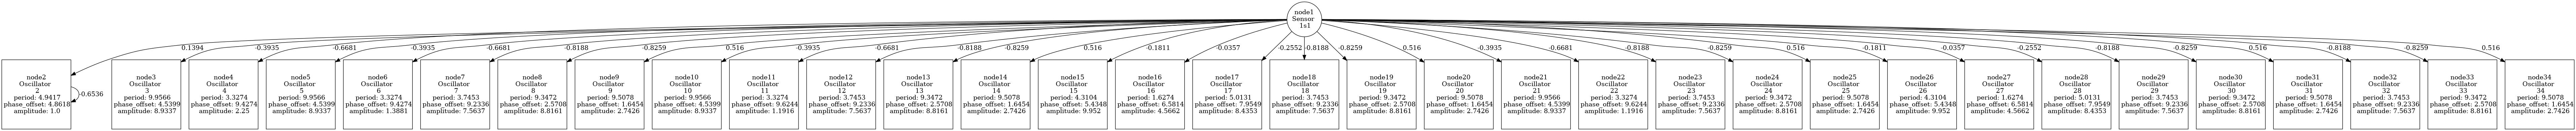 node1
Sensor
1s1
0.1394
-0.3935
-0.6681
-0.3935
-0.6681
-0.8188
-0.8259
0.516
-0.3935
-0.6681
-0.8188
-0.8259
0.516
-0.1811
-0.0357
-0.2552
-0.8188
-0.8259
0.516
-0.3935
-0.6681
-0.8188
-0.8259
0.516
-0.1811
-0.0357
-0.2552
-0.8188
-0.8259
0.516
-0.8188
-0.8259
0.516
node2
Oscillator
2
period: 4.9417
phase_offset: 4.8618
amplitude: 1.0
-0.6536
node3
Oscillator
3
period: 9.9566
phase_offset: 4.5399
amplitude: 8.9337
node4
Oscillator
4
period: 3.3274
phase_offset: 9.4274
amplitude: 2.25
node5
Oscillator
5
period: 9.9566
phase_offset: 4.5399
amplitude: 8.9337
node6
Oscillator
6
period: 3.3274
phase_offset: 9.4274
amplitude: 1.3881
node7
Oscillator
7
period: 3.7453
phase_offset: 9.2336
amplitude: 7.5637
node8
Oscillator
8
period: 9.3472
phase_offset: 2.5708
amplitude: 8.8161
node9
Oscillator
9
period: 9.5078
phase_offset: 1.6454
amplitude: 2.7426
node10
Oscillator
10
period: 9.9566
phase_offset: 4.5399
amplitude: 8.9337
node11
Oscillator
11
period: 3.3274
phase_offset: 9.6244
amplitude: 1.1916
node12
Oscillator
12
period: 3.7453
phase_offset: 9.2336
amplitude: 7.5637
node13
Oscillator
13
period: 9.3472
phase_offset: 2.5708
amplitude: 8.8161
node14
Oscillator
14
period: 9.5078
phase_offset: 1.6454
amplitude: 2.7426
node15
Oscillator
15
period: 4.3104
phase_offset: 5.4348
amplitude: 9.952
node16
Oscillator
16
period: 1.6274
phase_offset: 6.5814
amplitude: 4.5662
node17
Oscillator
17
period: 5.0131
phase_offset: 7.9549
amplitude: 8.4353
node18
Oscillator
18
period: 3.7453
phase_offset: 9.2336
amplitude: 7.5637
node19
Oscillator
19
period: 9.3472
phase_offset: 2.5708
amplitude: 8.8161
node20
Oscillator
20
period: 9.5078
phase_offset: 1.6454
amplitude: 2.7426
node21
Oscillator
21
period: 9.9566
phase_offset: 4.5399
amplitude: 8.9337
node22
Oscillator
22
period: 3.3274
phase_offset: 9.6244
amplitude: 1.1916
node23
Oscillator
23
period: 3.7453
phase_offset: 9.2336
amplitude: 7.5637
node24
Oscillator
24
period: 9.3472
phase_offset: 2.5708
amplitude: 8.8161
node25
Oscillator
25
period: 9.5078
phase_offset: 1.6454
amplitude: 2.7426
node26
Oscillator
26
period: 4.3104
phase_offset: 5.4348
amplitude: 9.952
node27
Oscillator
27
period: 1.6274
phase_offset: 6.5814
amplitude: 4.5662
node28
Oscillator
28
period: 5.0131
phase_offset: 7.9549
amplitude: 8.4353
node29
Oscillator
29
period: 3.7453
phase_offset: 9.2336
amplitude: 7.5637
node30
Oscillator
30
period: 9.3472
phase_offset: 2.5708
amplitude: 8.8161
node31
Oscillator
31
period: 9.5078
phase_offset: 1.6454
amplitude: 2.7426
node32
Oscillator
32
period: 3.7453
phase_offset: 9.2336
amplitude: 7.5637
node33
Oscillator
33
period: 9.3472
phase_offset: 2.5708
amplitude: 8.8161
node34
Oscillator
34
period: 9.5078
phase_offset: 1.6454
amplitude: 2.7426